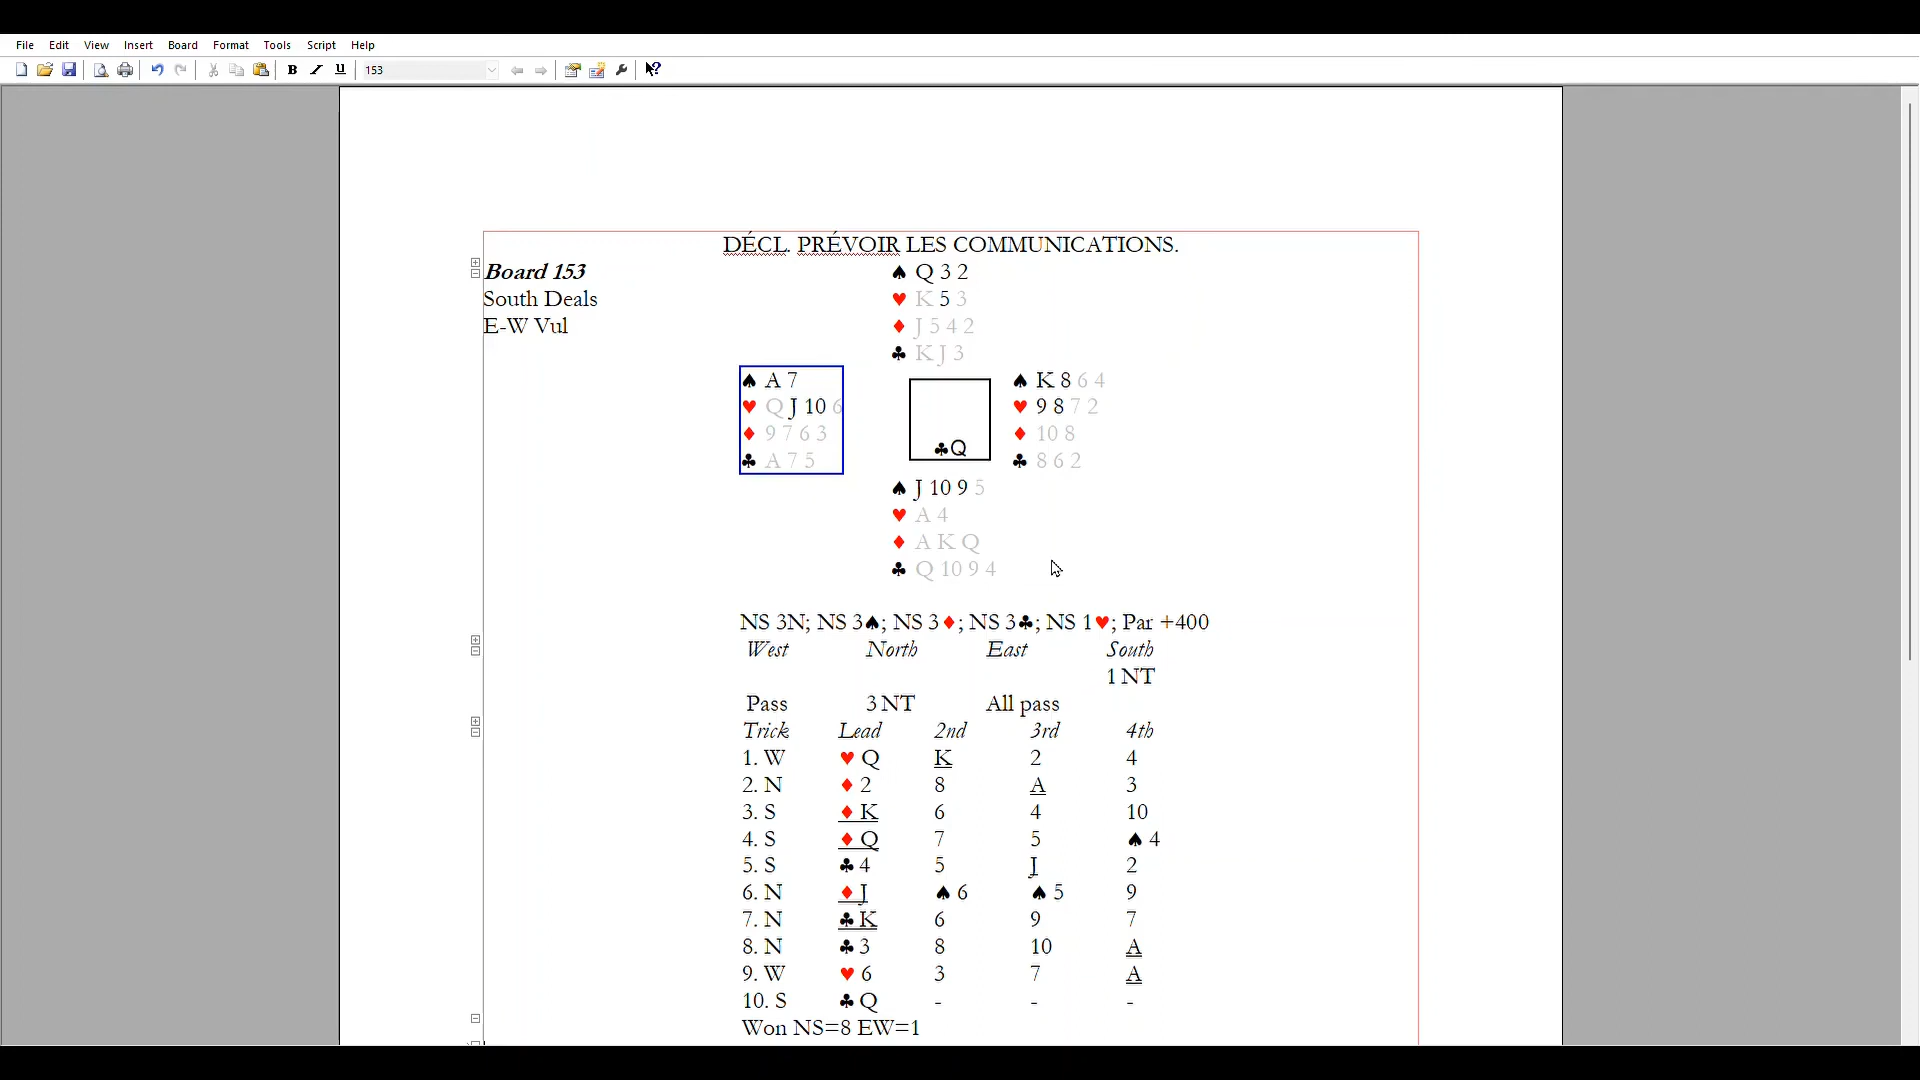 File Edit View Insert Board Format Tools Script Help
B I U 153
DÉCL. PRÉVOIR LES COMMUNICATIONS.
Board 153
South Deals
E-W Vul
♠ Q 3 2
♥ K 5 3
♦ J 5 4 2
♣ K J 3
♠ A 7
♥ Q J 10 6
♦ 9 7 6 3
♣ A 7 5
♣Q
♠ K 8 6 4
♥ 9 8 7 2
♦ 10 8
♣ 8 6 2
♠ J 10 9 5
♥ A 4
♦ A K Q
♣ Q 10 9 4
NS 3N; NS 3♠; NS 3♦; NS 3♣; NS 1♥; Par +400
West North East South
1 NT
Pass 3 NT All pass
Trick Lead 2nd 3rd 4th
1. W ♥ Q K 2 4
2. N ♦ 2 8 A 3
3. S ♦ K 6 4 10
4. S ♦ Q 7 5 ♠ 4
5. S ♣ 4 5 J 2
6. N ♦ J ♠ 6 ♠ 5 9
7. N ♣ K 6 9 7
8. N ♣ 3 8 10 A
9. W ♥ 6 3 7 A
10. S ♣ Q - - -
Won NS=8 EW=1